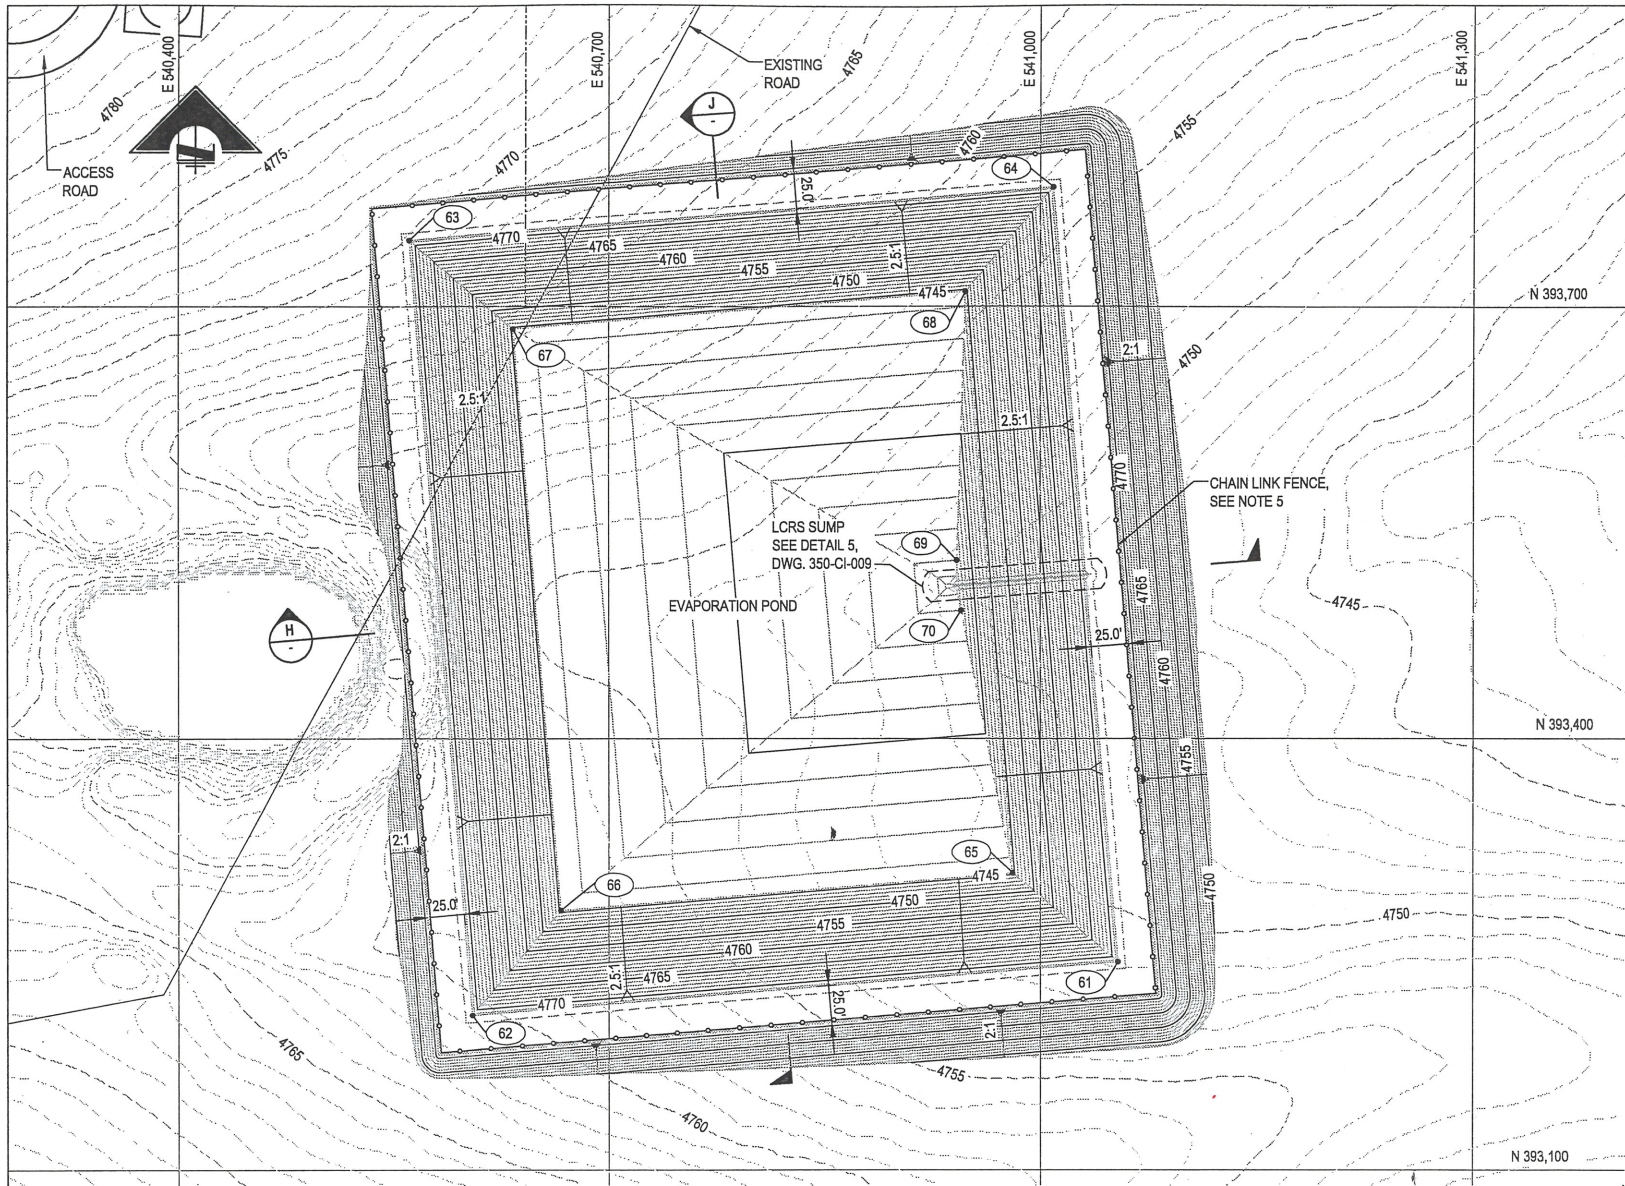 E 540,400
E 540,700
E 541,000
E 541,300
EXISTING
ROAD
4765
4780
J
-
4755
4760
4775
4770
ACCESS
ROAD
64
25.0'
63
4770
4765
4760
4755
4750
4745
2.5:1
N 393,700
68
67
2:1
4750
2.5:1
2.5:1
4770
CHAIN LINK FENCE,
SEE NOTE 5
LCRS SUMP
SEE DETAIL 5,
DWG. 350-CI-009
69
4765
4745
EVAPORATION POND
70
H
-
25.0'
4760
N 393,400
4755
2:1
65
4745
66
4750
4750
4750
25.0'
4755
4760
4765
2.5:1
61
4770
25.0'
62
2:1
4765
4755
4760
N 393,100